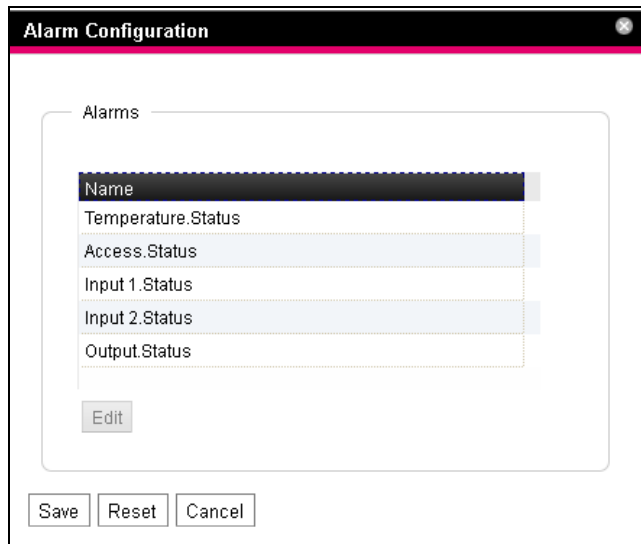 Alarm Configuration
Alarms
Name
Temperature.Status
Access.Status
Input 1.Status
Input 2.Status
Output.Status
Edit
Save Reset Cancel